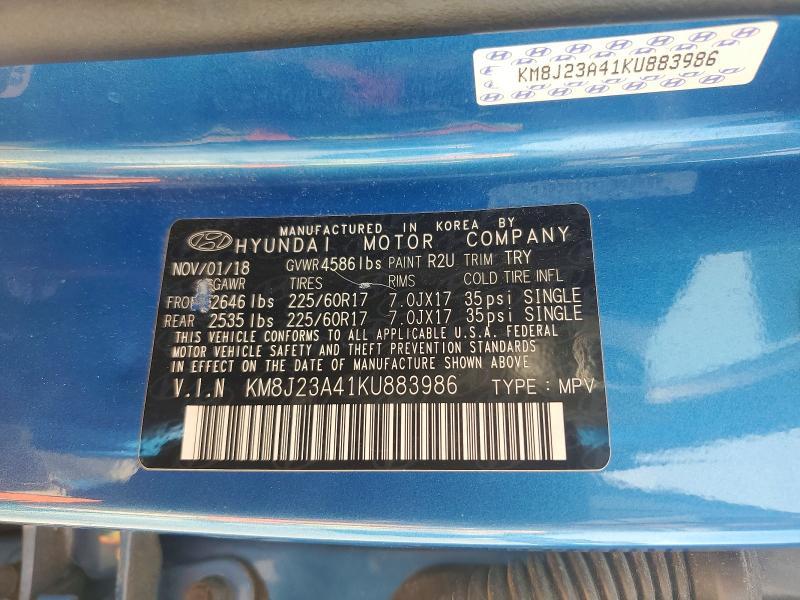 KM8J23A41KU883986
MANUFACTURED IN KOREA BY
HYUNDAI MOTOR COMPANY
NOV/01/18 GVWR 4586 lbs PAINT R2U TRIM TRY
GAWR TIRES RIMS COLD TIRE INFL
FRO 2646 lbs 225/60R17 7.0JX17 35psi SINGLE
REAR 2535 lbs 225/60R17 7.0JX17 35psi SINGLE
THIS VEHICLE CONFORMS TO ALL APPLICABLE U.S.A. FEDERAL
MOTOR VEHICLE SAFETY AND THEFT PREVENTION STANDARDS
IN EFFECT ON THE DATE OF MANUFACTURE SHOWN ABOVE
V.I.N KM8J23A41KU883986 TYPE : MPV